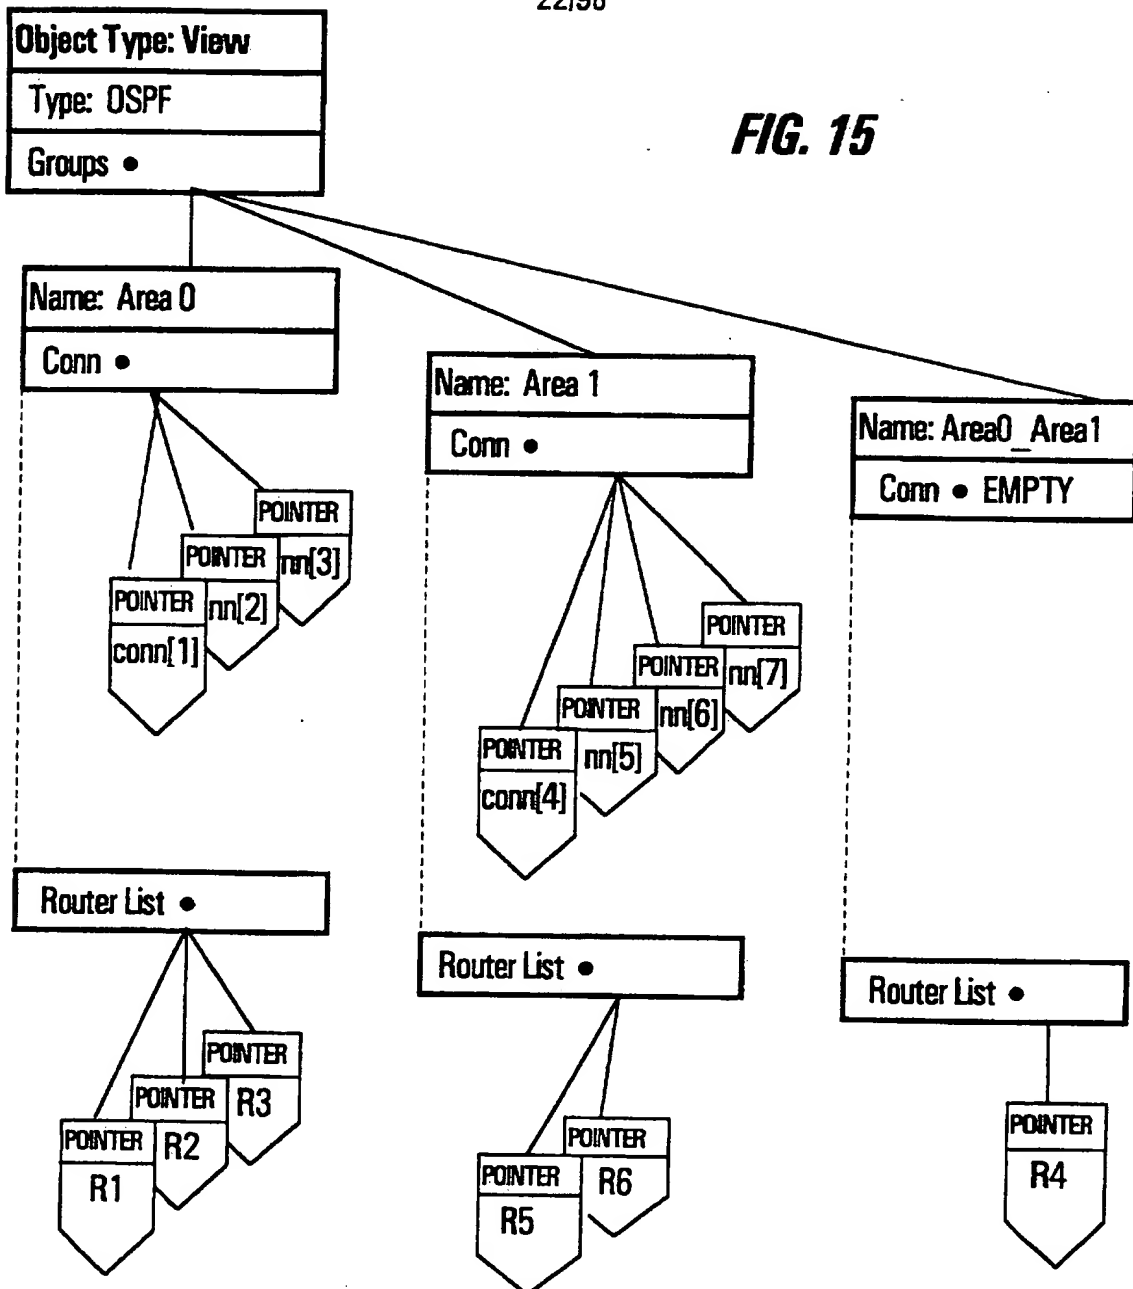 22/98
Object Type: View
Type: OSPF
Groups
FIG. 15
Name: Area 0
Conn
Name: Area 1
Conn
Name: Area0_Area1
Conn • EMPTY
POINTER
nn[3]
POINTER
nn[2]
POINTER
conn[1]
POINTER
nn[7]
POINTER
nn[6]
POINTER
nn[5]
POINTER
conn[4]
Router List
Router List
Router List
POINTER
R3
POINTER
R2
POINTER
R1
POINTER
R6
POINTER
R5
POINTER
R4